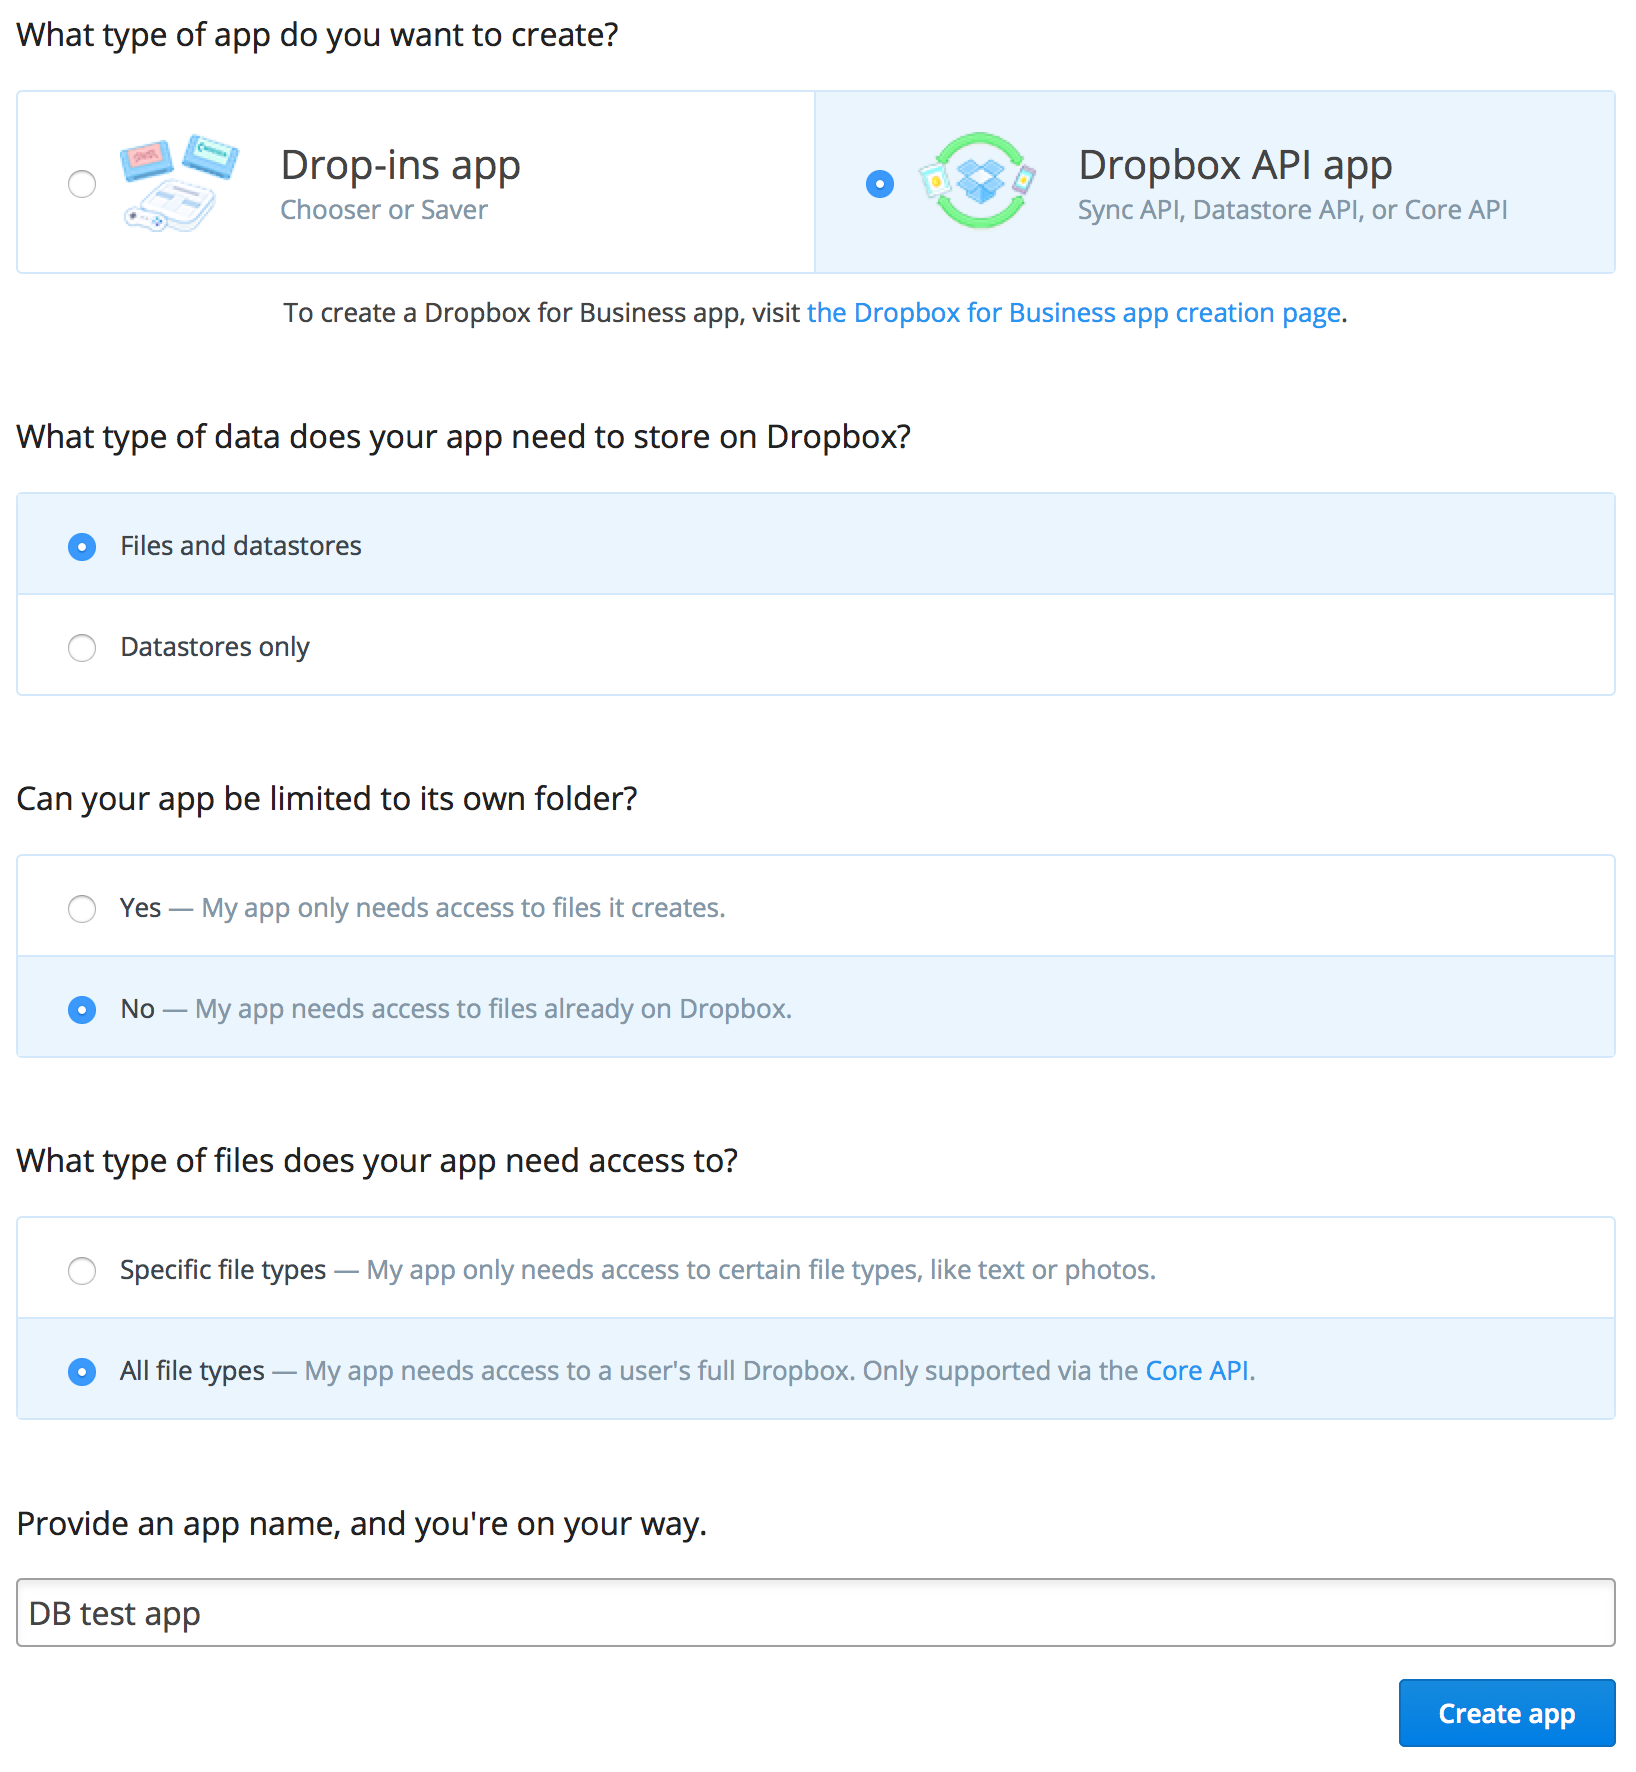 What type of app do you want to create?
Drop-ins app
Chooser or Saver
Dropbox API app
Sync API, Datastore API, or Core API
To create a Dropbox for Business app, visit the Dropbox for Business app creation page.
What type of data does your app need to store on Dropbox?
Files and datastores
Datastores only
Can your app be limited to its own folder?
Yes — My app only needs access to files it creates.
No — My app needs access to files already on Dropbox.
What type of files does your app need access to?
Specific file types — My app only needs access to certain file types, like text or photos.
All file types — My app needs access to a user's full Dropbox. Only supported via the Core API.
Provide an app name, and you're on your way.
DB test app
Create app